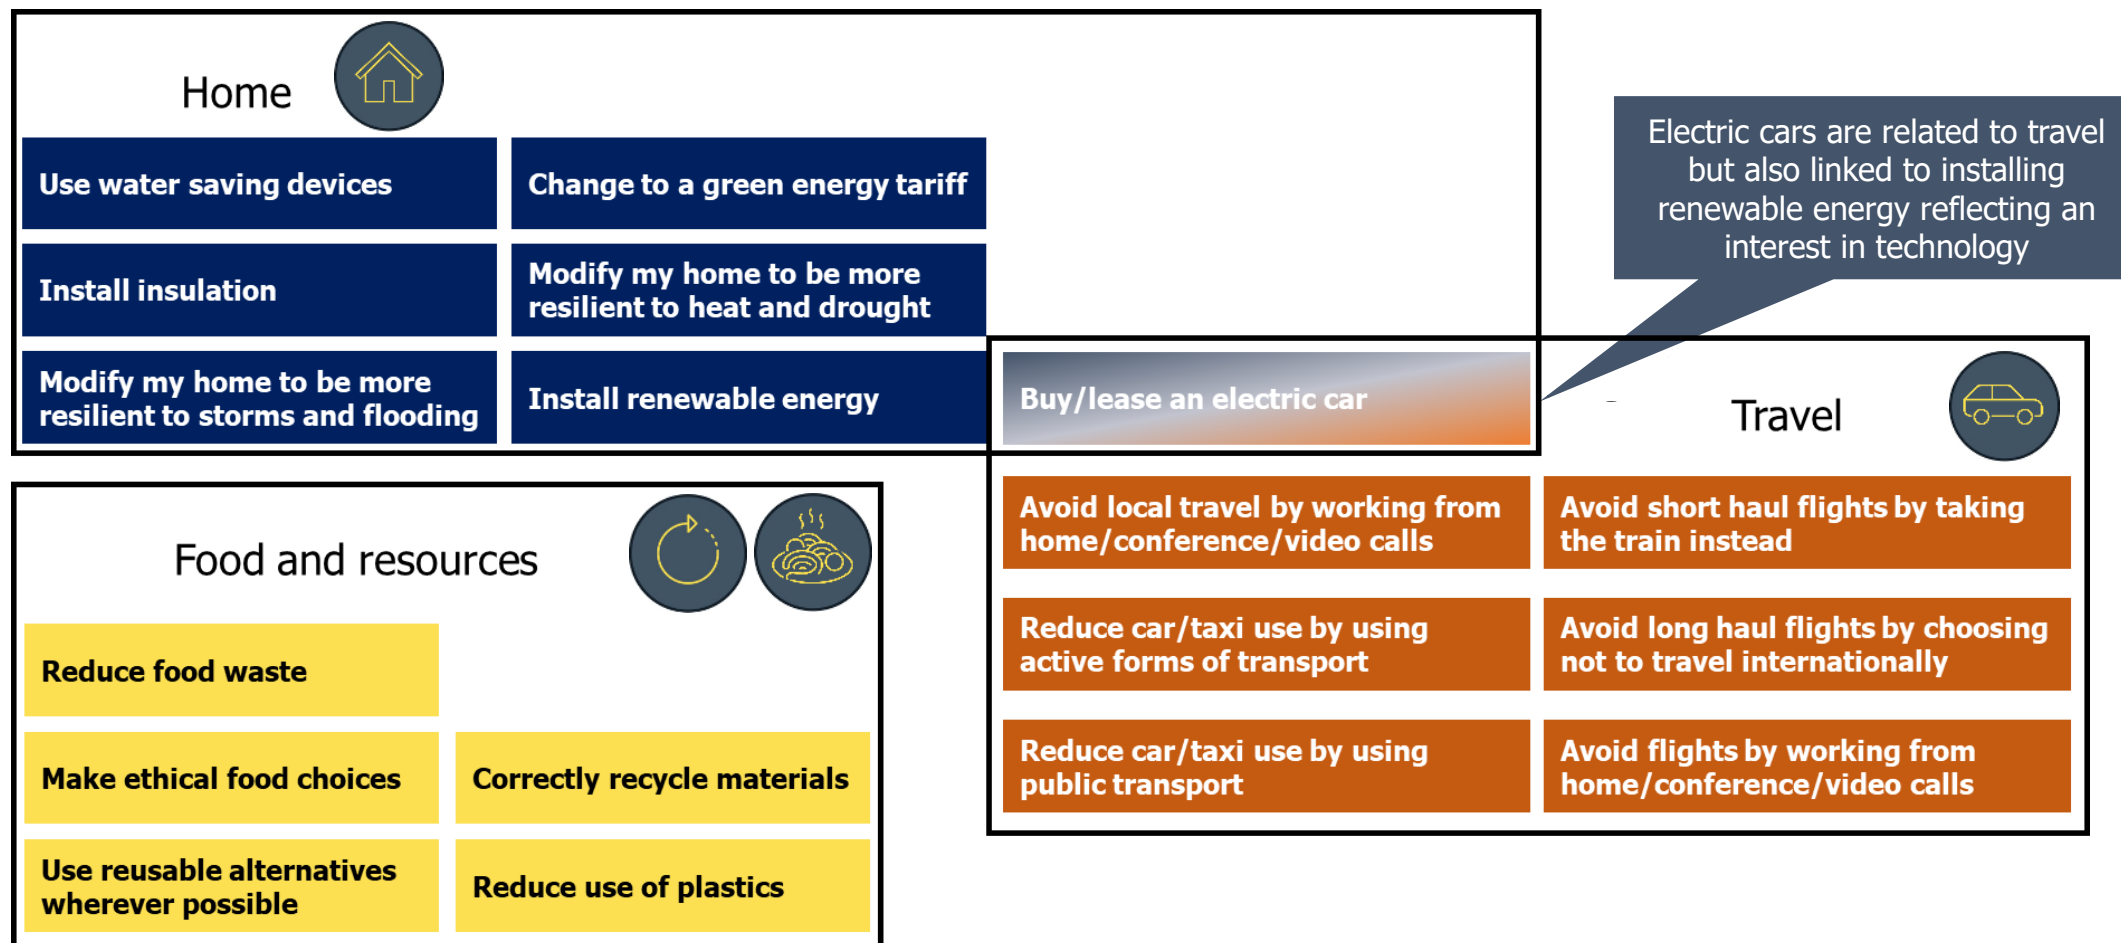 Home
Use water saving devices
Change to a green energy tariff
Install insulation
Modify my home to be more
resilient to heat and drought
Modify my home to be more
resilient to storms and flooding
Install renewable energy
Electric cars are related to travel
but also linked to installing
renewable energy reflecting an
interest in technology
Buy/lease an electric car
Travel
Avoid local travel by working from
home/conference/video calls
Avoid short haul flights by taking
the train instead
Reduce car/taxi use by using
active forms of transport
Avoid long haul flights by choosing
not to travel internationally
Reduce car/taxi use by using
public transport
Avoid flights by working from
home/conference/video calls
Food and resources
Reduce food waste
Make ethical food choices
Correctly recycle materials
Use reusable alternatives
wherever possible
Reduce use of plastics